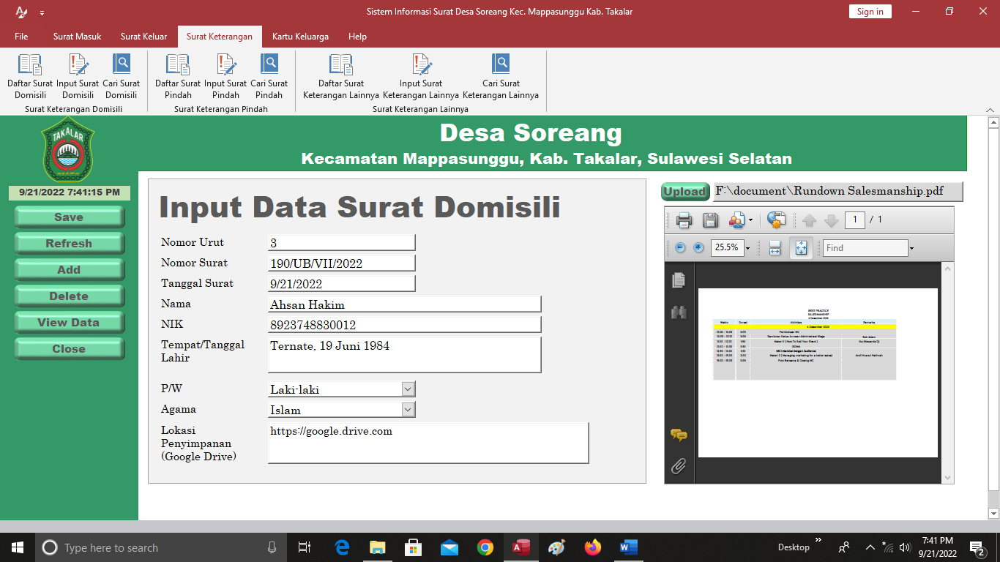 Sistem Informasi Surat Desa Soreang Kec. Mappasunggu Kab. Takalar
Sign in
File Surat Masuk Surat Keluar Surat Keterangan Kartu Keluarga Help
Daftar Surat Domisili
Input Surat Domisili
Cari Surat Domisili
Surat Keterangan Domisili
Daftar Surat Pindah
Input Surat Pindah
Cari Surat Pindah
Surat Keterangan Pindah
Daftar Surat Keterangan Lainnya
Input Surat Keterangan Lainnya
Cari Surat Keterangan Lainnya
Surat Keterangan Lainnya
TAKALAR
Desa Soreang
Kecamatan Mappasunggu, Kab. Takalar, Sulawesi Selatan
9/21/2022 7:41:15 PM
Save
Refresh
Add
Delete
View Data
Close
Input Data Surat Domisili
Nomor Urut 3
Nomor Surat 190/UB/VII/2022
Tanggal Surat 9/21/2022
Nama Ahsan Hakim
NIK 8923748830012
Tempat/Tanggal Lahir Ternate, 19 Juni 1984
P/W Laki-laki
Agama Islam
Lokasi Penyimpanan (Google Drive) https://google.drive.com
Upload F:\document\Rundown Salesmanship.pdf
1 / 1
25.5% Find
BEST PRACTICE
SALESMANSHIP
Type here to search
Desktop
7:41 PM
9/21/2022
2